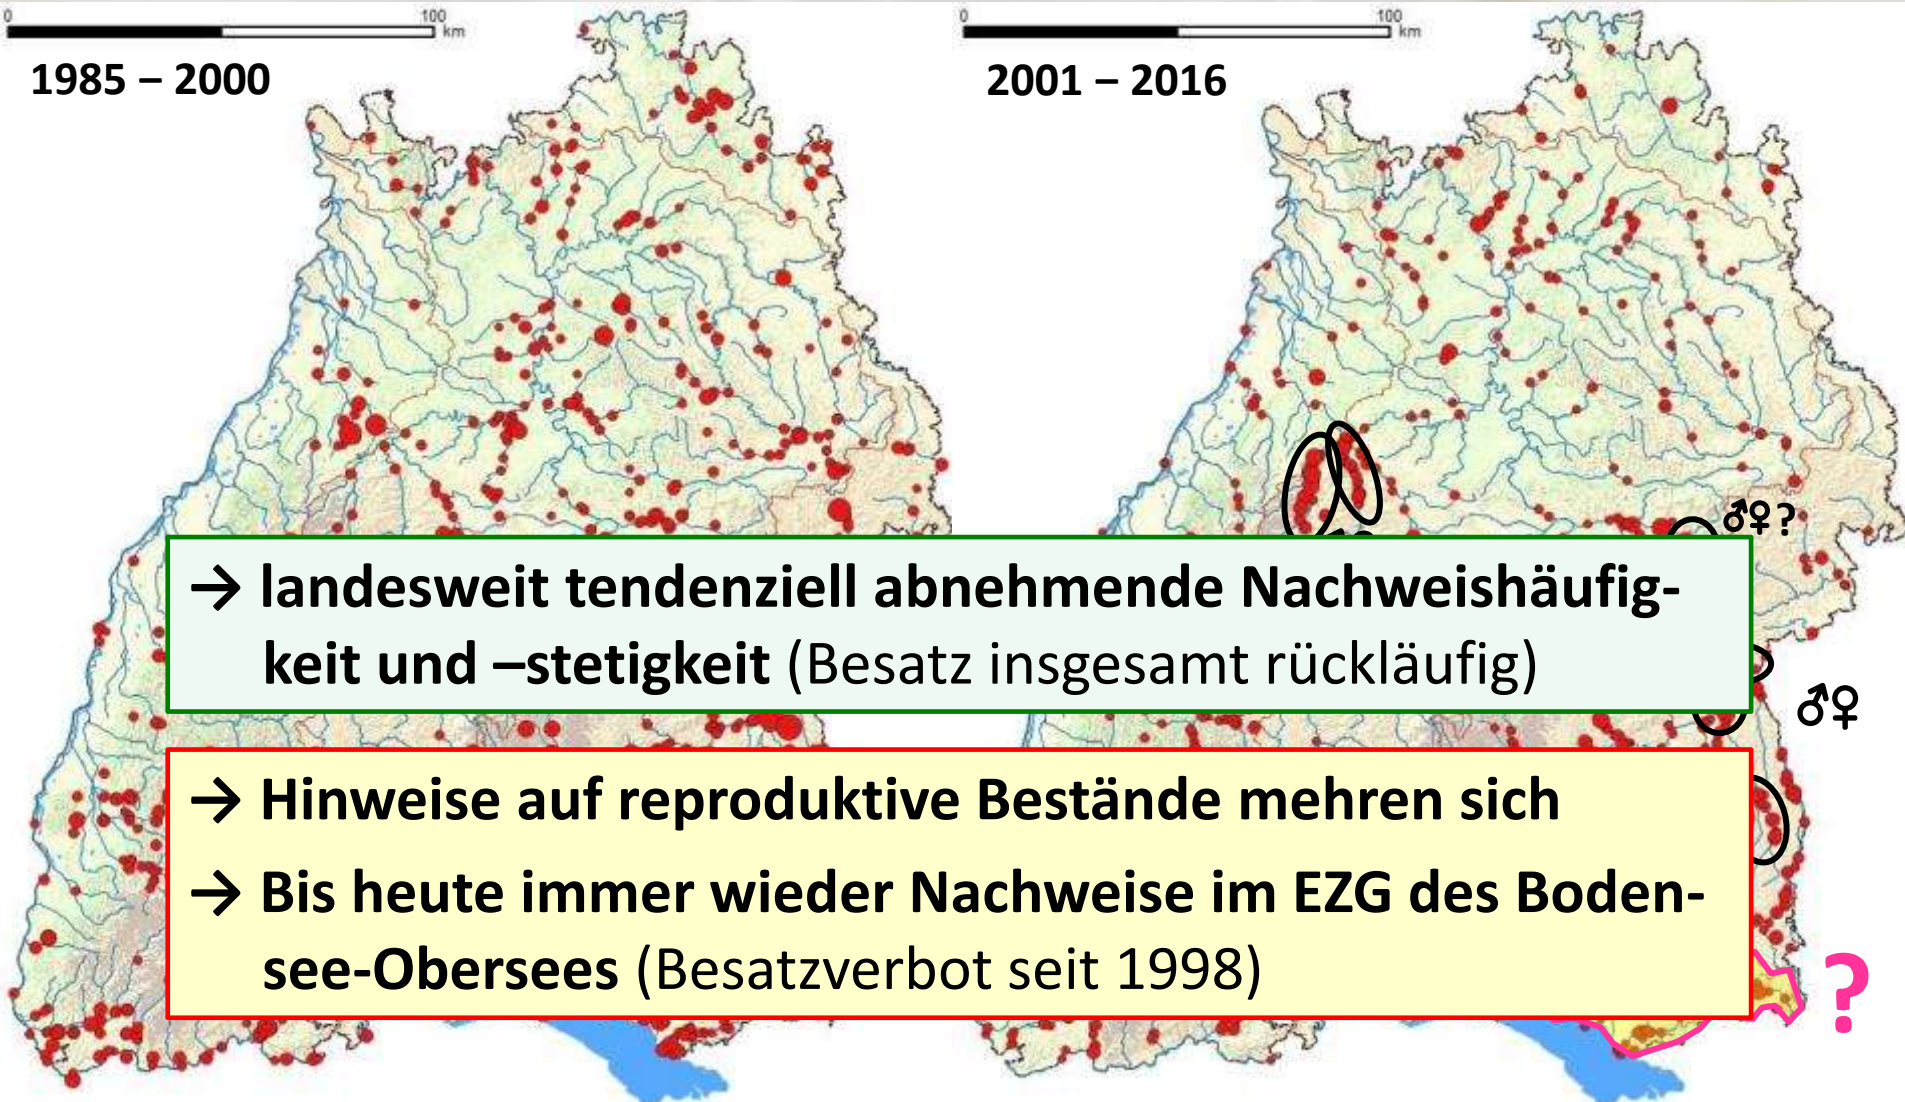 0 100 km
0 100 km
1985 – 2000
2001 – 2016
♂♀?
→ landesweit tendenziell abnehmende Nachweishäufig-
keit und –stetigkeit (Besatz insgesamt rückläufig)
♂♀
→ Hinweise auf reproduktive Bestände mehren sich
→ Bis heute immer wieder Nachweise im EZG des Boden-
see-Obersees (Besatzverbot seit 1998)
?